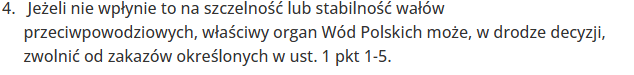 4. Jeżeli nie wpłynie to na szczelność lub stabilność wałów
przeciwpowodziowych, właściwy organ Wód Polskich może, w drodze decyzji,
zwolnić od zakazów określonych w ust. 1 pkt 1-5.